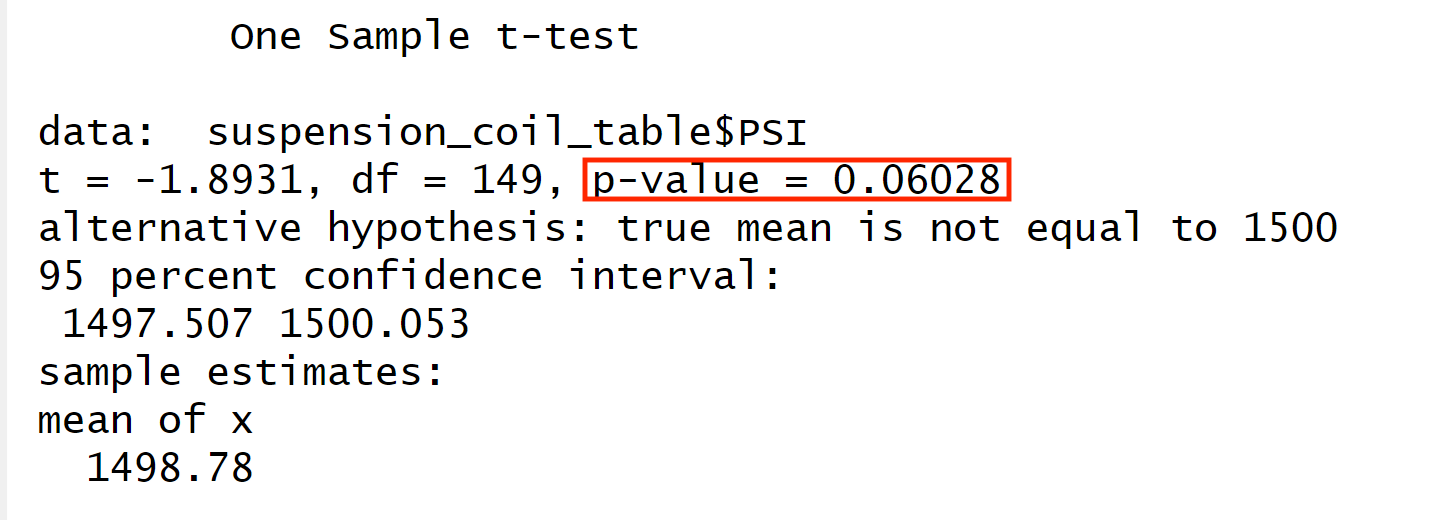 One Sample t-test
data: suspension_coil_table$PSI
t = -1.8931, df = 149, p-value = 0.06028
alternative hypothesis: true mean is not equal to 1500
95 percent confidence interval:
1497.507 1500.053
sample estimates:
mean of x
1498.78